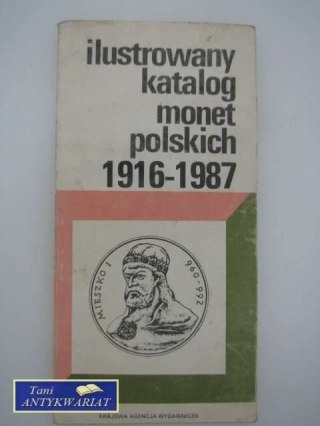 ilustrowany
katalog
monet
polskich
1916-1987
MIESZKO I 960-992
KRAJOWA AGENCJA WYDAWNICZA
Tani
ANTYKWARIAT